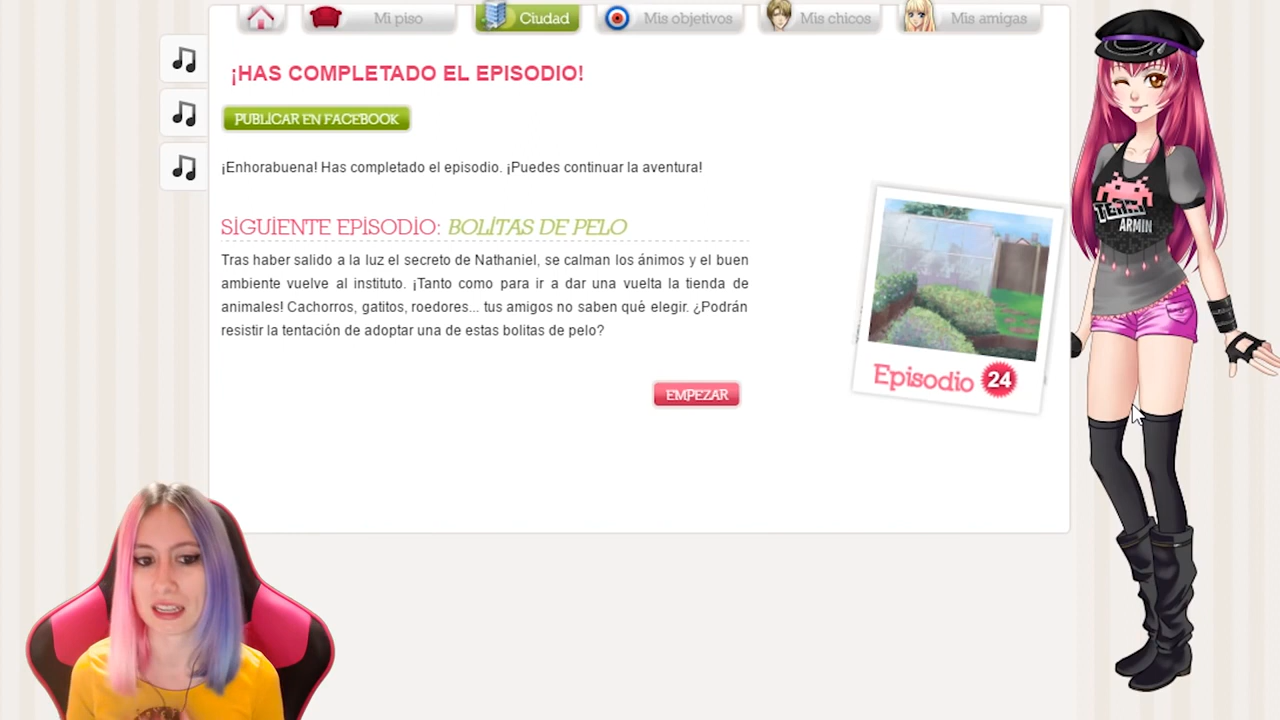 Mi piso
Ciudad
Mis objetivos
Mis chicos
Mis amigas
¡HAS COMPLETADO EL EPISODIO!
PUBLICAR EN FACEBOOK
¡Enhorabuena! Has completado el episodio. ¡Puedes continuar la aventura!
SIGUIENTE EPISODIO: BOLITAS DE PELO
Tras haber salido a la luz el secreto de Nathaniel, se calman los ánimos y el buen
ambiente vuelve al instituto. ¡Tanto como para ir a dar una vuelta la tienda de
animales! Cachorros, gatitos, roedores... tus amigos no saben qué elegir. ¿Podrán
resistir la tentación de adoptar una de estas bolitas de pelo?
EMPEZAR
Episodio 24
TEAM
ARMIN